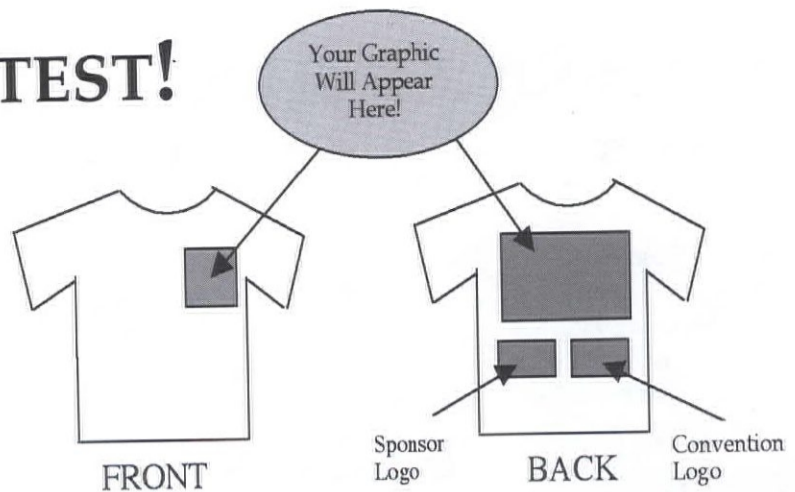 TEST!
Your Graphic
Will Appear
Here!
FRONT
Sponsor
Logo
BACK
Convention
Logo